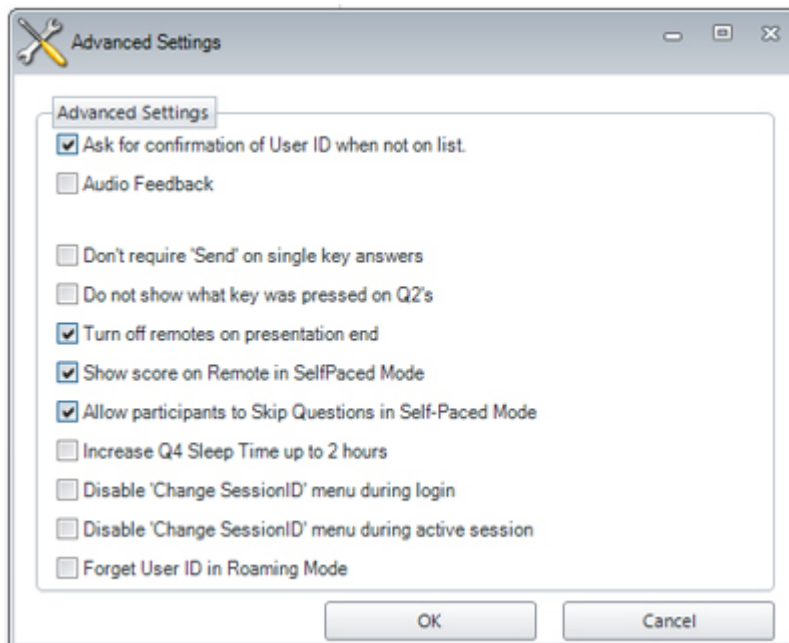 Advanced Settings
Advanced Settings
Ask for confirmation of User ID when not on list.
Audio Feedback
Don't require 'Send' on single key answers
Do not show what key was pressed on Q2's
Turn off remotes on presentation end
Show score on Remote in SelfPaced Mode
Allow participants to Skip Questions in Self-Paced Mode
Increase Q4 Sleep Time up to 2 hours
Disable 'Change SessionID' menu during login
Disable 'Change SessionID' menu during active session
Forget User ID in Roaming Mode
OK Cancel